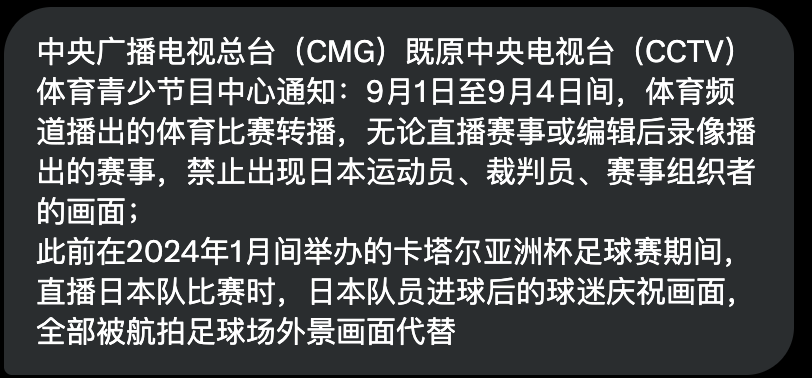 中央广播电视总台（CMG）既原中央电视台（CCTV）
体育青少节目中心通知：9月1日至9月4日间，体育频
道播出的体育比赛转播，无论直播赛事或编辑后录像播
出的赛事，禁止出现日本运动员、裁判员、赛事组织者
的画面；
此前在2024年1月间举办的卡塔尔亚洲杯足球赛期间，
直播日本队比赛时，日本队员进球后的球迷庆祝画面，
全部被航拍足球场外景画面代替